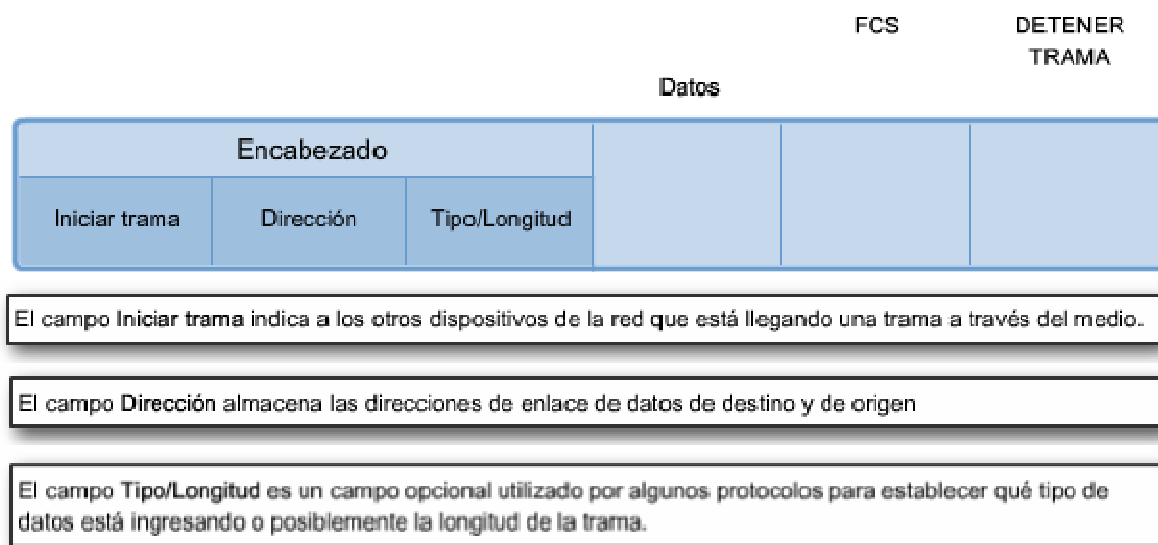 FCS
DETENER
TRAMA
Datos
Encabezado
Iniciar trama
Dirección
Tipo/Longitud
El campo Iniciar trama indica a los otros dispositivos de la red que está llegando una trama a través del medio.
El campo Dirección almacena las direcciones de enlace de datos de destino y de origen
El campo Tipo/Longitud es un campo opcional utilizado por algunos protocolos para establecer qué tipo de
datos está ingresando o posiblemente la longitud de la trama.